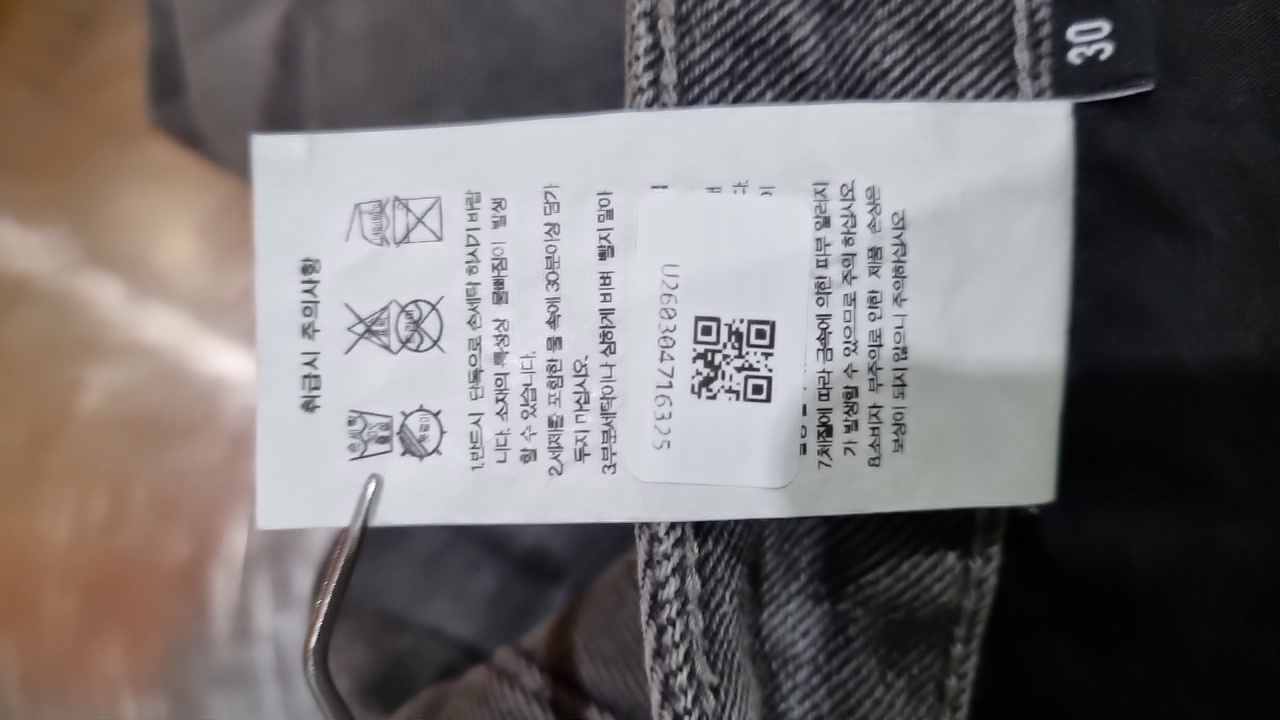 30
취급시 주의사항
1.반드시 단독으로 손세탁 하시기 바랍
니다. 소재의 특성상 물빠짐이 발생
할 수 있습니다.
2.세제를 포함한 물 속에 30분이상 담가
두지 마십시오.
3.부분세탁이나 심하게 비벼 빨지 말아
U26030471632S
7.체질에 따라 금속에 의한 피부 알러지
가 발생할 수 있으므로 주의 하십시오
8.소비자 부주의로 인한 제품 손상은
보상이 되지 않으니 주의하십시오